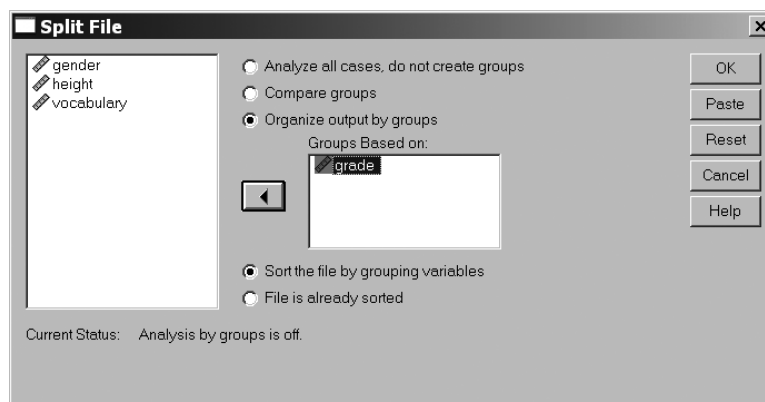 Split File
gender
height
vocabulary
Analyze all cases, do not create groups
Compare groups
Organize output by groups
Groups Based on:
grade
Sort the file by grouping variables
File is already sorted
OK
Paste
Reset
Cancel
Help
Current Status: Analysis by groups is off.